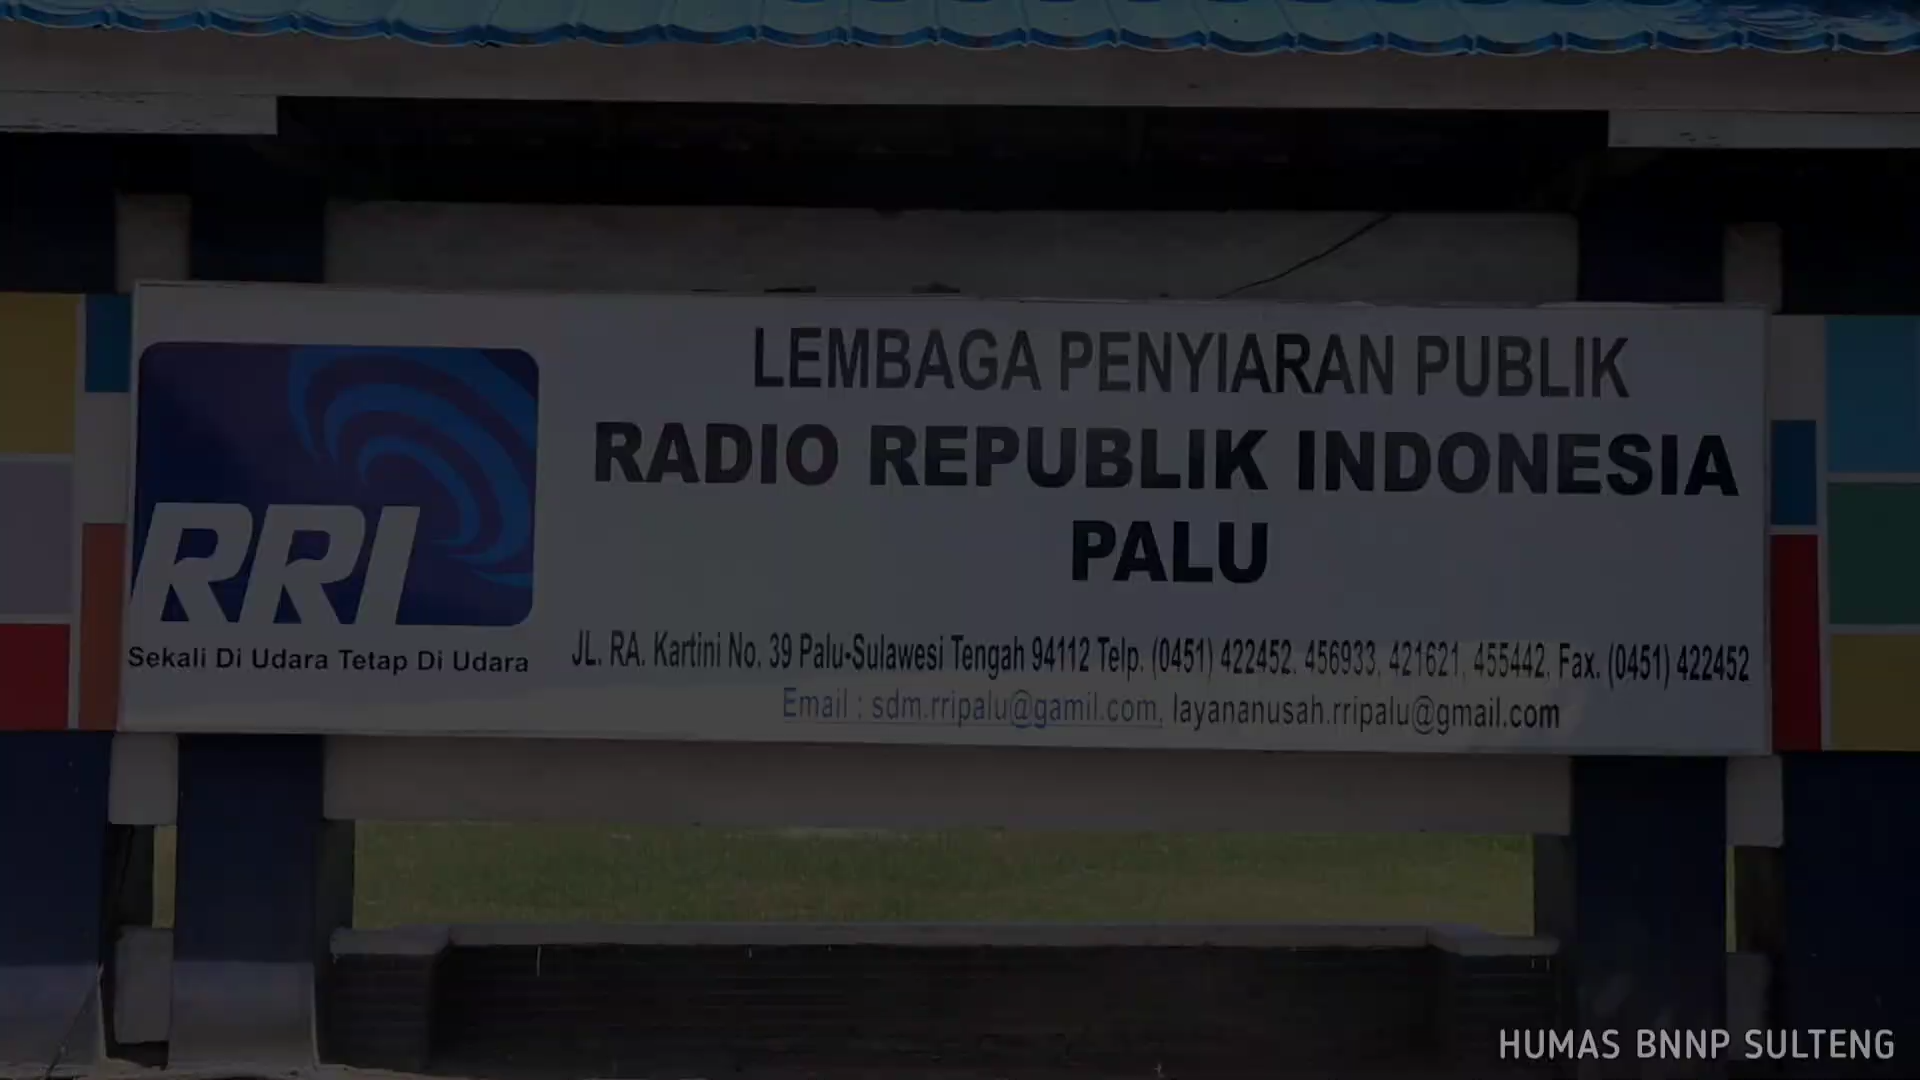 LEMBAGA PENYIARAN PUBLIK
RADIO REPUBLIK INDONESIA
PALU
RRI
Sekali Di Udara Tetap Di Udara
JL. RA. Kartini No. 39 Palu-Sulawesi Tengah 94112 Telp. (0451) 422452. 456933, 421621, 455442, Fax. (0451) 422452
Email : sdm.rripalu@gamil.com, layananusah.rripalu@gmail.com
HUMAS BNNP SULTENG